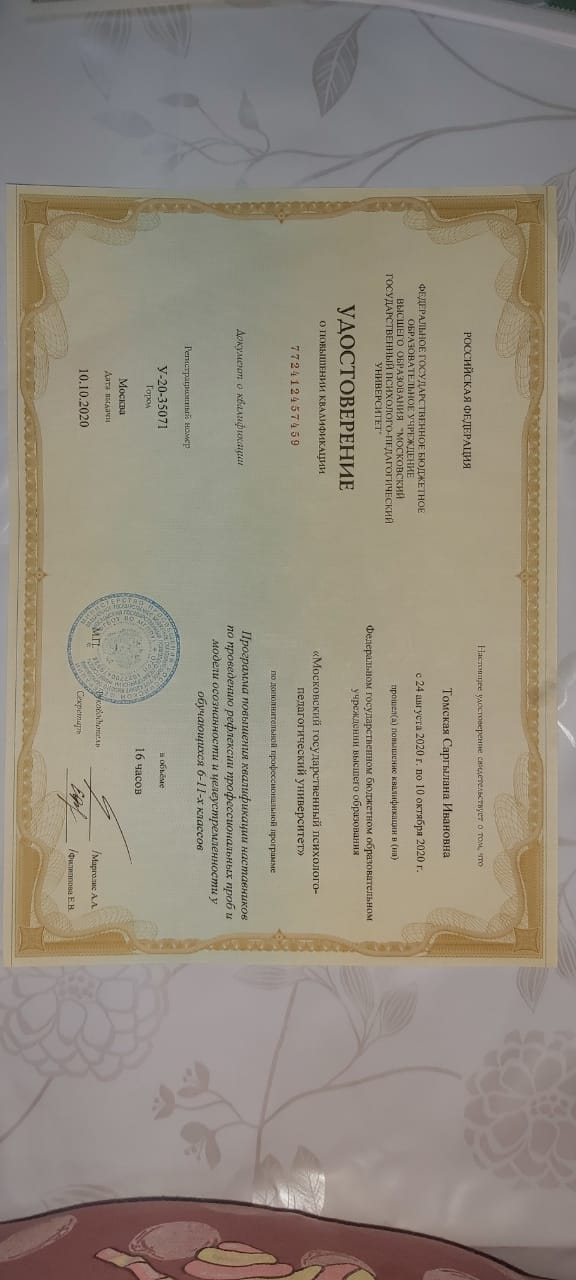 РОССИЙСКАЯ ФЕДЕРАЦИЯ
ФЕДЕРАЛЬНОЕ ГОСУДАРСТВЕННОЕ БЮДЖЕТНОЕ
ОБРАЗОВАТЕЛЬНОЕ УЧРЕЖДЕНИЕ
ВЫСШЕГО ОБРАЗОВАНИЯ "МОСКОВСКИЙ
ГОСУДАРСТВЕННЫЙ ПСИХОЛОГО-ПЕДАГОГИЧЕСКИЙ
УНИВЕРСИТЕТ"
УДОСТОВЕРЕНИЕ
О ПОВЫШЕНИИ КВАЛИФИКАЦИИ
772412457459
Документ о квалификации
Регистрационный номер
У-20-35071
Город
Москва
Дата выдачи
10.10.2020
Настоящее удостоверение свидетельствует о том, что
Томская Саргылана Ивановна
с 24 августа 2020 г. по 10 октября 2020 г.
прошел(а) повышение квалификации в (на)
Федеральном государственном бюджетном образовательном
учреждении высшего образования
«Московский государственный психолого-
педагогический университет»
по дополнительной профессиональной программе
Программа повышения квалификации наставников
по проведению рефлексии профессиональных проб и
модели осознанности и целеустремленности у
обучающихся 6-11-х классов
в объёме
16 часов
М.П.
Руководитель
/Марголис А.А.
Секретарь
/Филиппова Е.В.